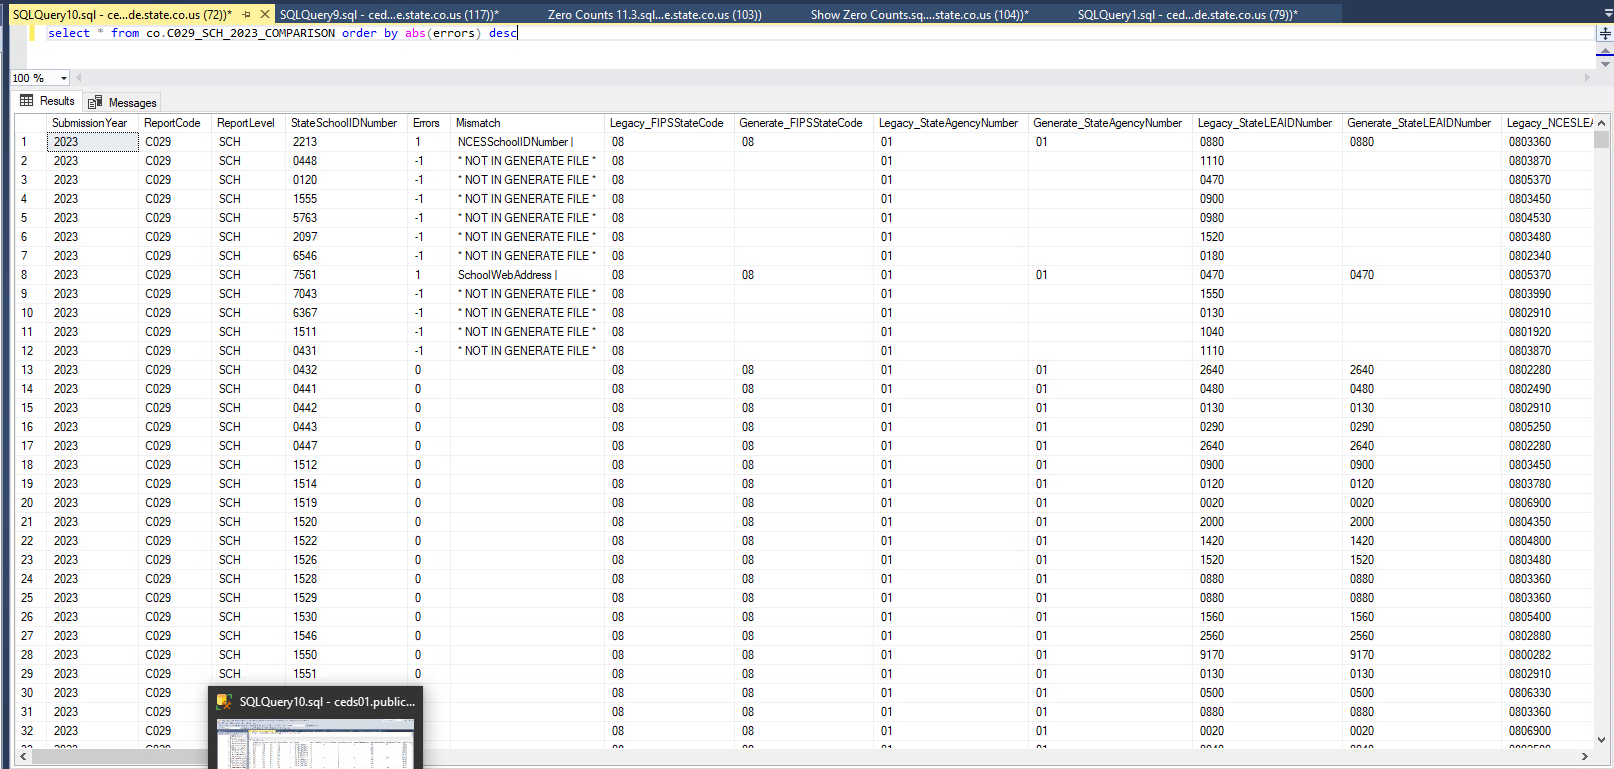 SQLQuery10.sql - ce...de.state.co.us (72))* SQLQuery9.sql - ced...e.state.co.us (117))* Zero Counts 11.3.sql...e.state.co.us (103)) Show Zero Counts.sq....state.co.us (104))* SQLQuery1.sql - ced...de.state.co.us (79))*
select * from co.C029_SCH_2023_COMPARISON order by abs(errors) desc
100 %
Results Messages
SubmissionYear ReportCode ReportLevel StateSchoolIDNumber Errors Mismatch Legacy_FIPSStateCode Generate_FIPSStateCode Legacy_StateAgencyNumber Generate_StateAgencyNumber Legacy_StateLEAIDNumber Generate_StateLEAIDNumber Legacy_NCESLEA
1 2023 C029 SCH 2213 1 NCESSchoolIDNumber | 08 08 01 01 0880 0880 0803360
2 2023 C029 SCH 0448 -1 * NOT IN GENERATE FILE * 08 01 1110 0803870
3 2023 C029 SCH 0120 -1 * NOT IN GENERATE FILE * 08 01 0470 0805370
4 2023 C029 SCH 1555 -1 * NOT IN GENERATE FILE * 08 01 0900 0803450
5 2023 C029 SCH 5763 -1 * NOT IN GENERATE FILE * 08 01 0980 0804530
6 2023 C029 SCH 2097 -1 * NOT IN GENERATE FILE * 08 01 1520 0803480
7 2023 C029 SCH 6546 -1 * NOT IN GENERATE FILE * 08 01 0180 0802340
8 2023 C029 SCH 7561 1 SchoolWebAddress | 08 08 01 01 0470 0470 0805370
9 2023 C029 SCH 7043 -1 * NOT IN GENERATE FILE * 08 01 1550 0803990
10 2023 C029 SCH 6367 -1 * NOT IN GENERATE FILE * 08 01 0130 0802910
11 2023 C029 SCH 1511 -1 * NOT IN GENERATE FILE * 08 01 1040 0801920
12 2023 C029 SCH 0431 -1 * NOT IN GENERATE FILE * 08 01 1110 0803870
13 2023 C029 SCH 0432 0 08 08 01 01 2640 2640 0802280
14 2023 C029 SCH 0441 0 08 08 01 01 0480 0480 0802490
15 2023 C029 SCH 0442 0 08 08 01 01 0130 0130 0802910
16 2023 C029 SCH 0443 0 08 08 01 01 0290 0290 0805250
17 2023 C029 SCH 0447 0 08 08 01 01 2640 2640 0802280
18 2023 C029 SCH 1512 0 08 08 01 01 0900 0900 0803450
19 2023 C029 SCH 1514 0 08 08 01 01 0120 0120 0803780
20 2023 C029 SCH 1519 0 08 08 01 01 0020 0020 0806900
21 2023 C029 SCH 1520 0 08 08 01 01 2000 2000 0804350
22 2023 C029 SCH 1522 0 08 08 01 01 1420 1420 0804800
23 2023 C029 SCH 1526 0 08 08 01 01 1520 1520 0803480
24 2023 C029 SCH 1528 0 08 08 01 01 0880 0880 0803360
25 2023 C029 SCH 1529 0 08 08 01 01 0880 0880 0803360
26 2023 C029 SCH 1530 0 08 08 01 01 1560 1560 0805400
27 2023 C029 SCH 1546 0 08 08 01 01 2560 2560 0802880
28 2023 C029 SCH 1550 0 08 08 01 01 9170 9170 0800282
29 2023 C029 SCH 1551 0 08 08 01 01 0130 0130 0802910
30 2023 C029 08 08 01 01 0500 0500 0806330
SQLQuery10.sql - ceds01.public...
31 2023 C029 08 08 01 01 0880 0880 0803360
32 2023 C029 08 08 01 01 0020 0020 0806900